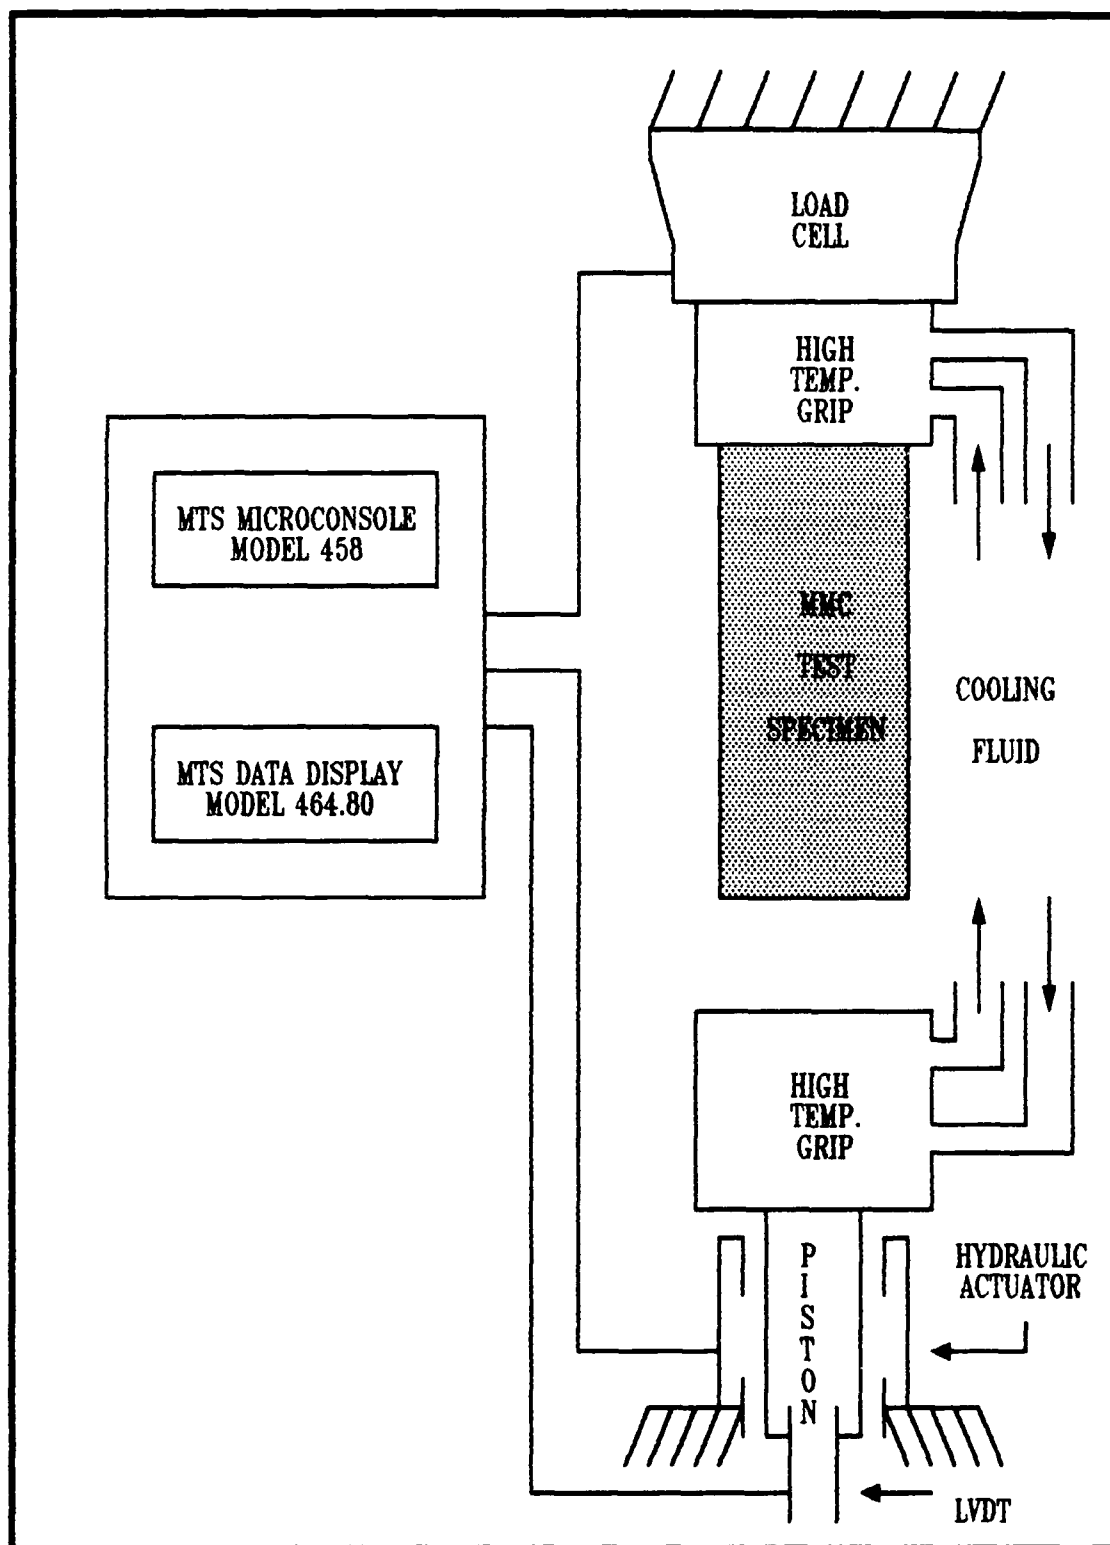 LOAD
CELL
HIGH
TEMP.
GRIP
MTS MICROCONSOLE
MODEL 458
MMC
TEST
SPECIMEN
COOLING
FLUID
MTS DATA DISPLAY
MODEL 464.80
HIGH
TEMP.
GRIP
PISTON
HYDRAULIC
ACTUATOR
LVDT